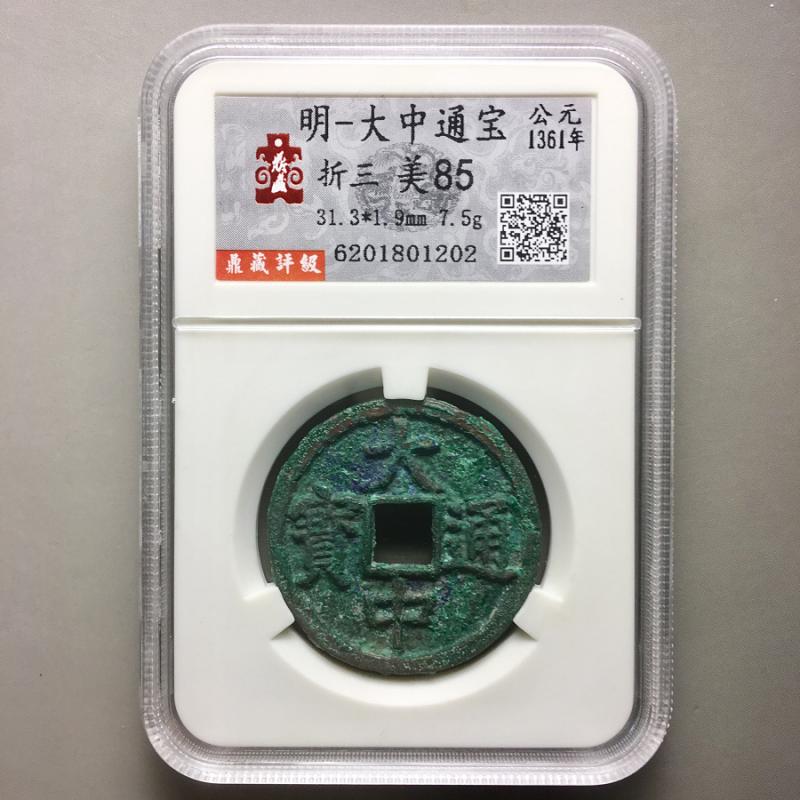 明-大中通宝
公元
1361年
折三 美85
31.3*1.9mm 7.5g
鼎藏評級
6201801202
大
中
通
寶